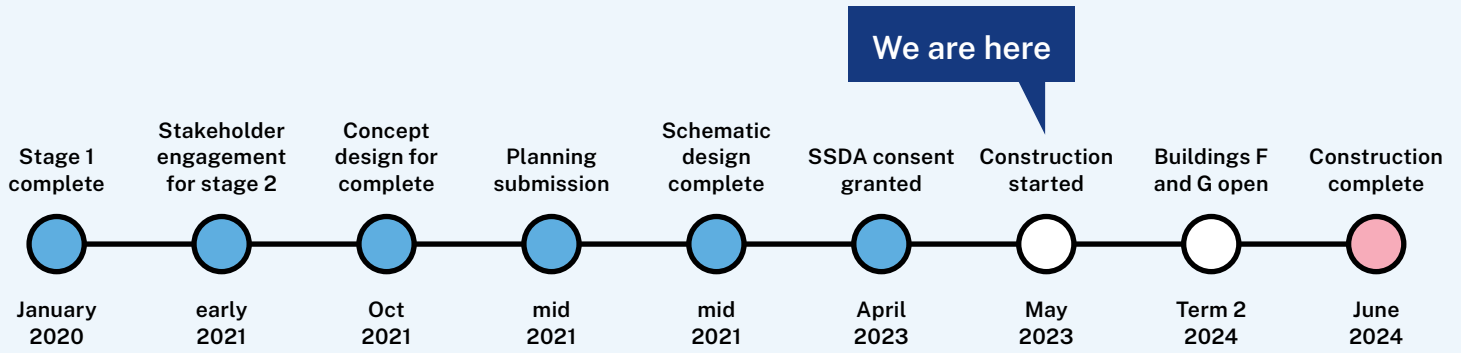 We are here
Stage 1
complete
Stakeholder
engagement
for stage 2
Concept
design for
complete
Planning
submission
Schematic
design
complete
SSDA consent
granted
Construction
started
Buildings F
and G open
Construction
complete
January
2020
early
2021
Oct
2021
mid
2021
mid
2021
April
2023
May
2023
Term 2
2024
June
2024